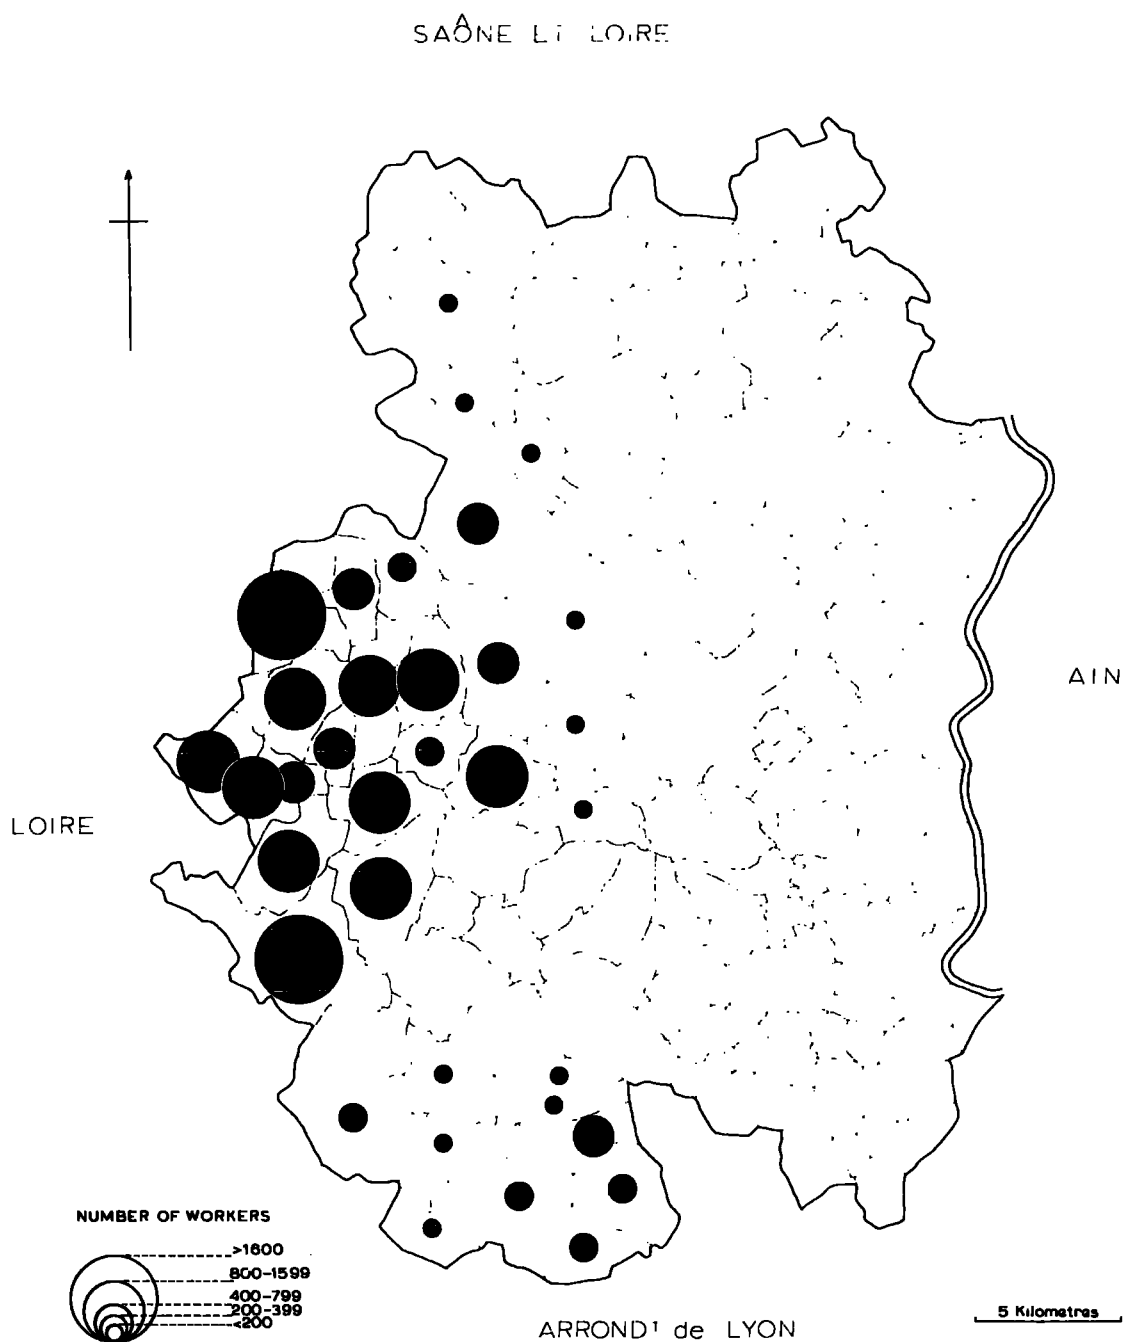 SAÔNE ET LOIRE
AIN
LOIRE
NUMBER OF WORKERS
>1600
800-1599
400-799
200-399
<200
5 Kilometres
ARRONDT de LYON